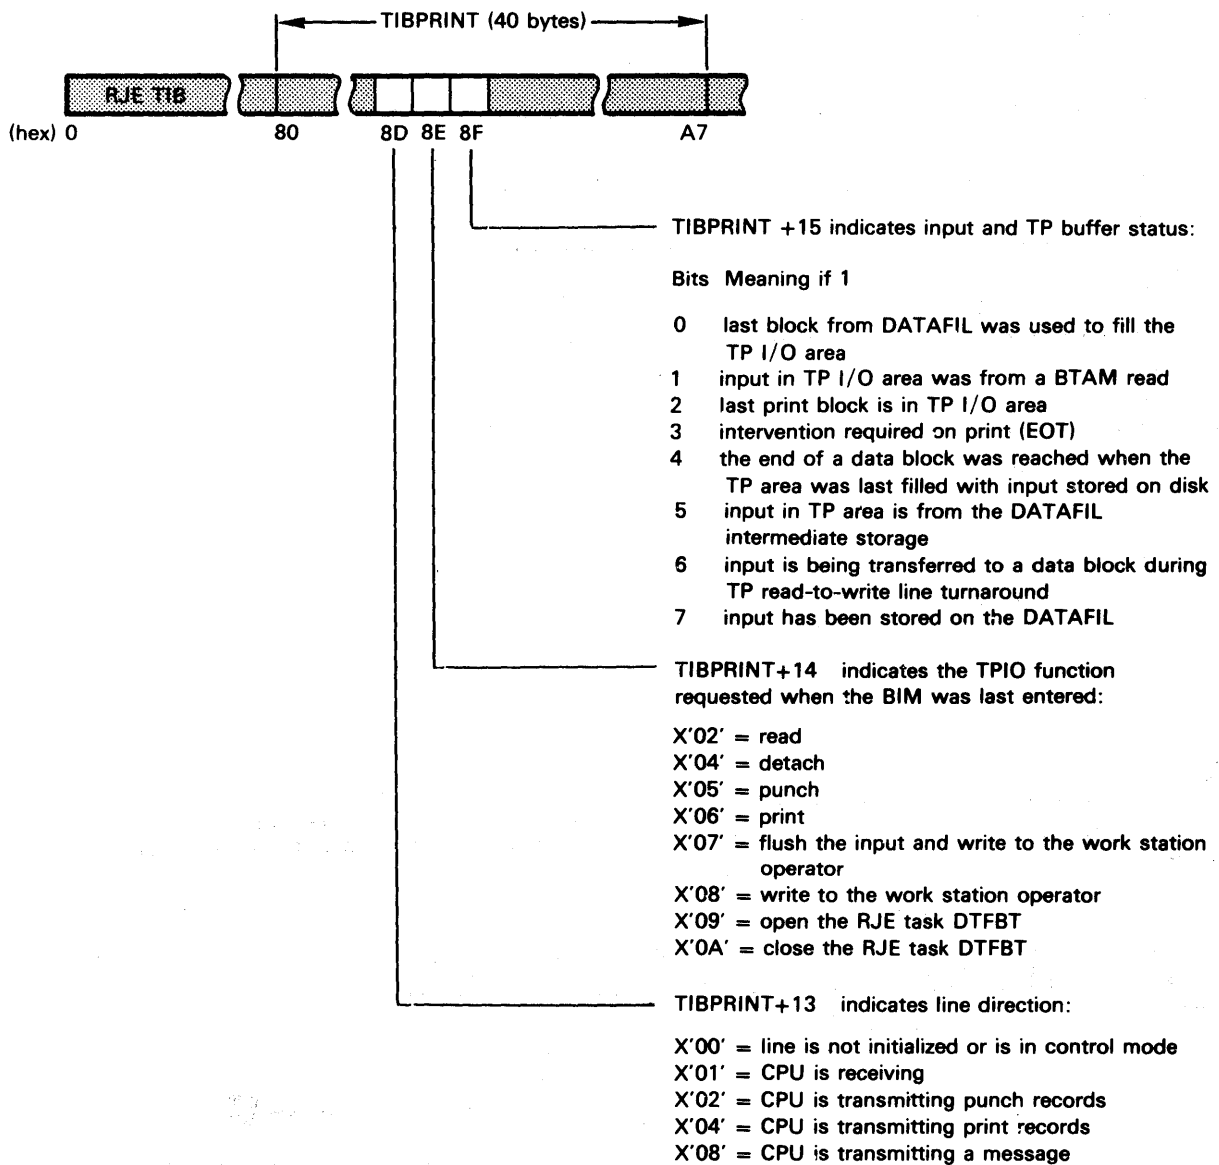 TIBPRINT (40 bytes)
RJE TIB
(hex) 0 80 8D 8E 8F A7
TIBPRINT +15 indicates input and TP buffer status:
Bits Meaning if 1
0 last block from DATAFIL was used to fill the
TP I/O area
1 input in TP I/O area was from a BTAM read
2 last print block is in TP I/O area
3 intervention required on print (EOT)
4 the end of a data block was reached when the
TP area was last filled with input stored on disk
5 input in TP area is from the DATAFIL
intermediate storage
6 input is being transferred to a data block during
TP read-to-write line turnaround
7 input has been stored on the DATAFIL
TIBPRINT+14 indicates the TPIO function
requested when the BIM was last entered:
X'02' = read
X'04' = detach
X'05' = punch
X'06' = print
X'07' = flush the input and write to the work station
operator
X'08' = write to the work station operator
X'09' = open the RJE task DTFBT
X'0A' = close the RJE task DTFBT
TIBPRINT+13 indicates line direction:
X'00' = line is not initialized or is in control mode
X'01' = CPU is receiving
X'02' = CPU is transmitting punch records
X'04' = CPU is transmitting print records
X'08' = CPU is transmitting a message